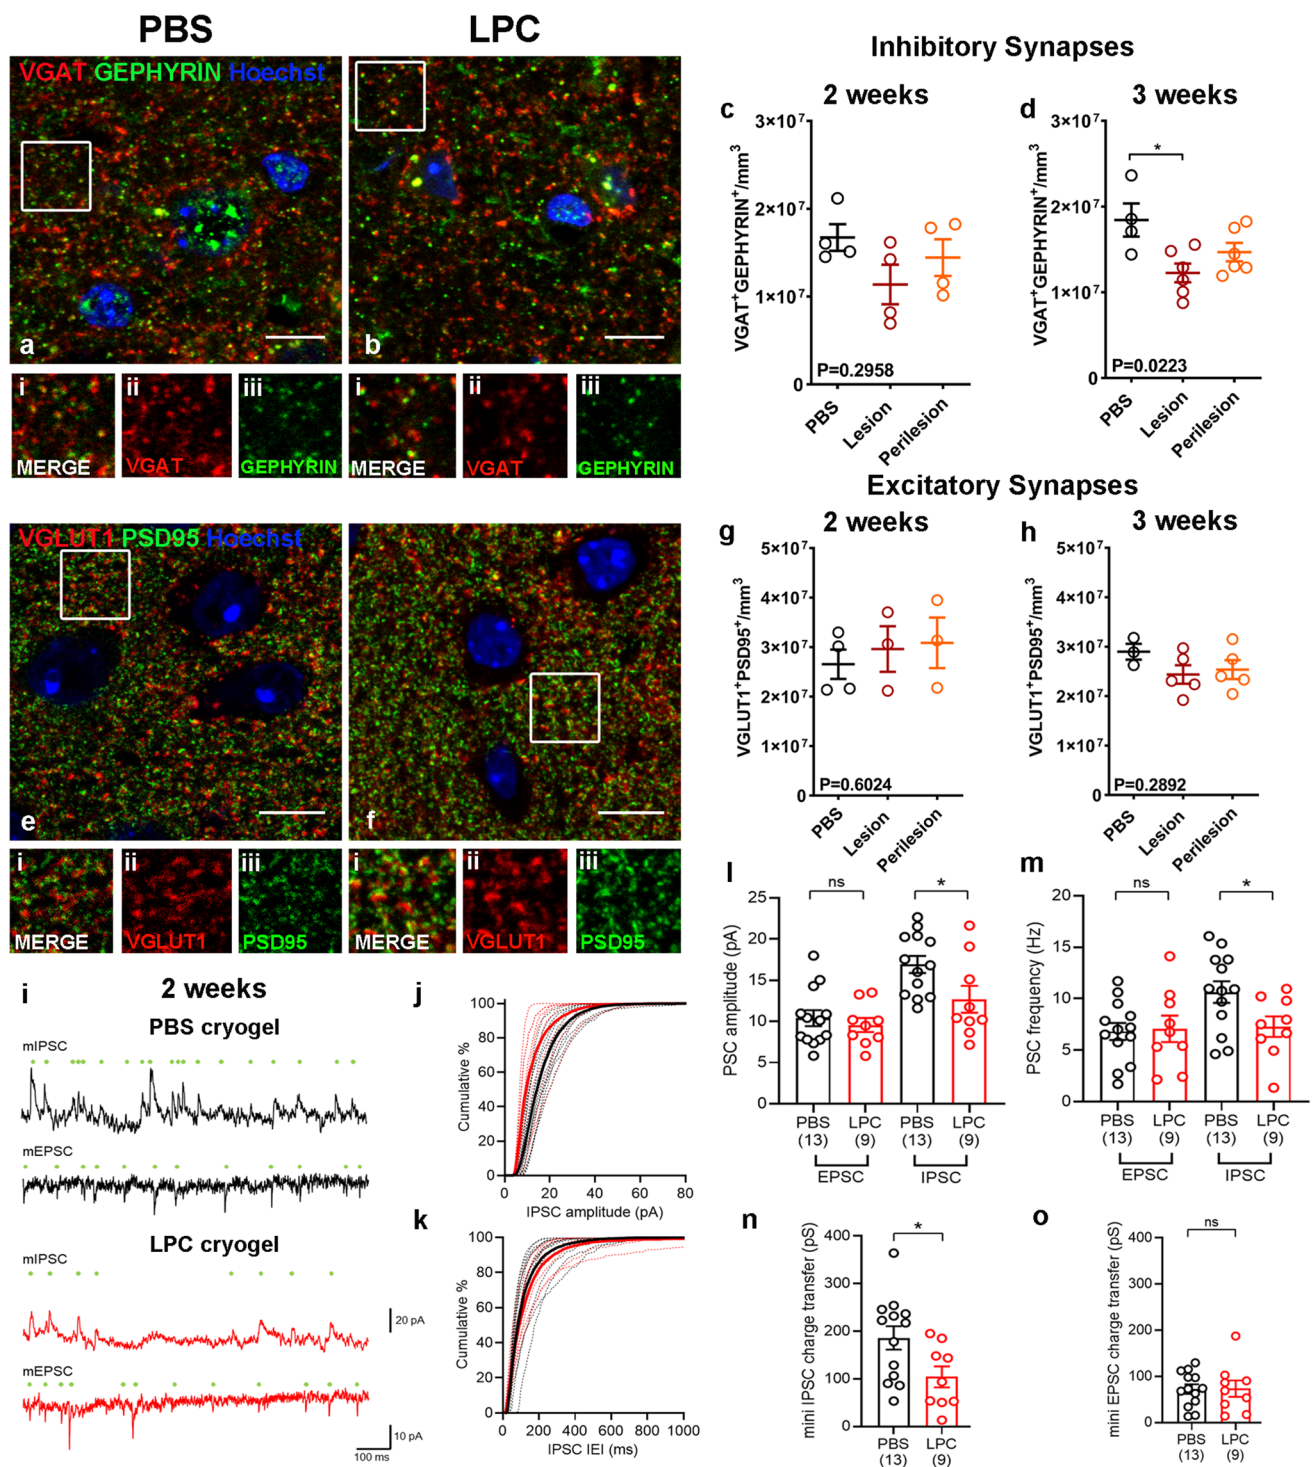 PBS
LPC
VGAT GEPHYRIN Hoechst
a
b
i
ii
iii
MERGE
VGAT
GEPHYRIN
i
ii
iii
MERGE
VGAT
GEPHYRIN
Inhibitory Synapses
c
2 weeks
VGAT⁺GEPHYRIN⁺/mm³
3×10⁷
2×10⁷
1×10⁷
0
P=0.2958
PBS
Lesion
Perilesion
d
3 weeks
VGAT⁺GEPHYRIN⁺/mm³
3×10⁷
2×10⁷
1×10⁷
0
*
P=0.0223
PBS
Lesion
Perilesion
VGLUT1 PSD95 Hoechst
e
f
i
ii
iii
MERGE
VGLUT1
PSD95
i
ii
iii
MERGE
VGLUT1
PSD95
Excitatory Synapses
g
2 weeks
VGLUT1⁺PSD95⁺/mm³
5×10⁷
4×10⁷
3×10⁷
2×10⁷
1×10⁷
0
P=0.6024
PBS
Lesion
Perilesion
h
3 weeks
VGLUT1⁺PSD95⁺/mm³
5×10⁷
4×10⁷
3×10⁷
2×10⁷
1×10⁷
0
P=0.2892
PBS
Lesion
Perilesion
i
2 weeks
PBS cryogel
mIPSC
mEPSC
LPC cryogel
mIPSC
20 pA
mEPSC
10 pA
100 ms
j
Cumulative %
100
80
60
40
20
0
0 20 40 60 80
IPSC amplitude (pA)
k
Cumulative %
100
80
60
40
20
0
0 200 400 600 800 1000
IPSC IEI (ms)
l
PSC amplitude (pA)
25
20
15
10
5
0
ns
*
PBS LPC PBS LPC
(13) (9) (13) (9)
EPSC IPSC
m
PSC frequency (Hz)
20
15
10
5
0
ns
*
PBS LPC PBS LPC
(13) (9) (13) (9)
EPSC IPSC
n
mini IPSC charge transfer (pS)
400
300
200
100
0
*
PBS LPC
(13) (9)
o
mini EPSC charge transfer (pS)
400
300
200
100
0
ns
PBS LPC
(13) (9)